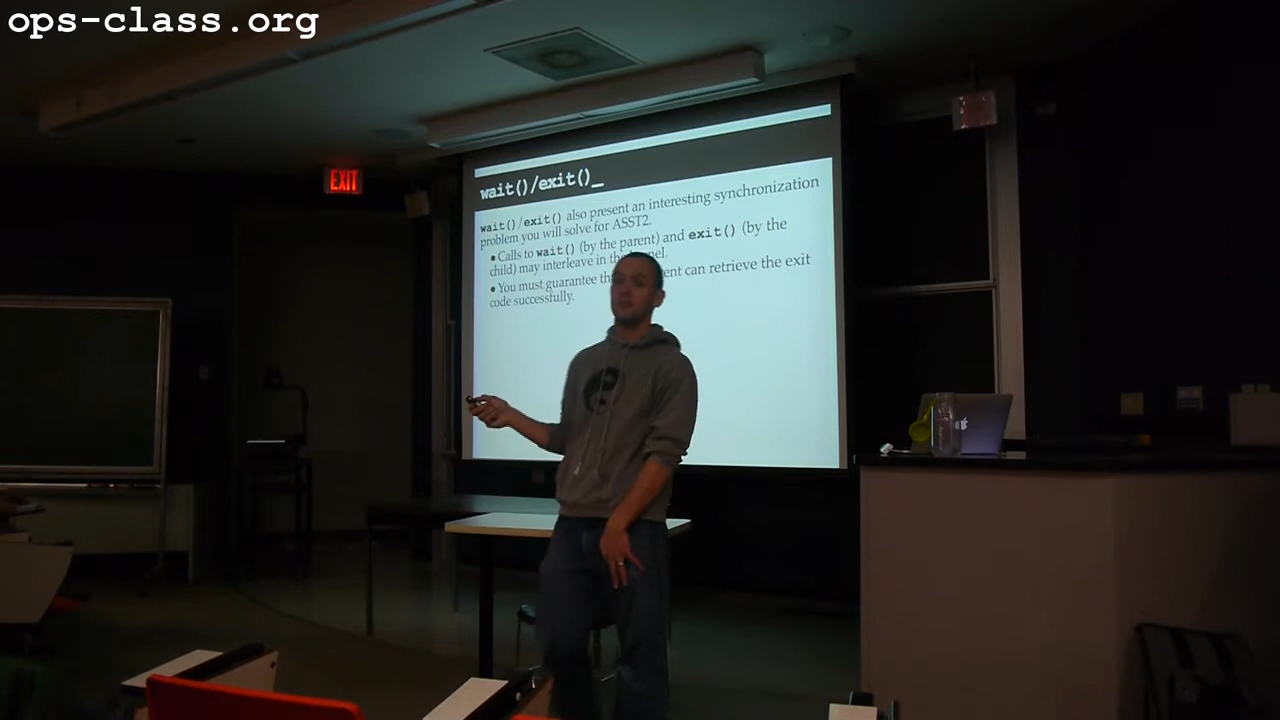 ops-class.org
EXIT
wait()/exit()_
wait()/exit() also present an interesting synchronization
problem you will solve for ASST2.
• Calls to wait() (by the parent) and exit() (by the
child) may interleave in the
• You must guarantee can retrieve the exit
code successfully.